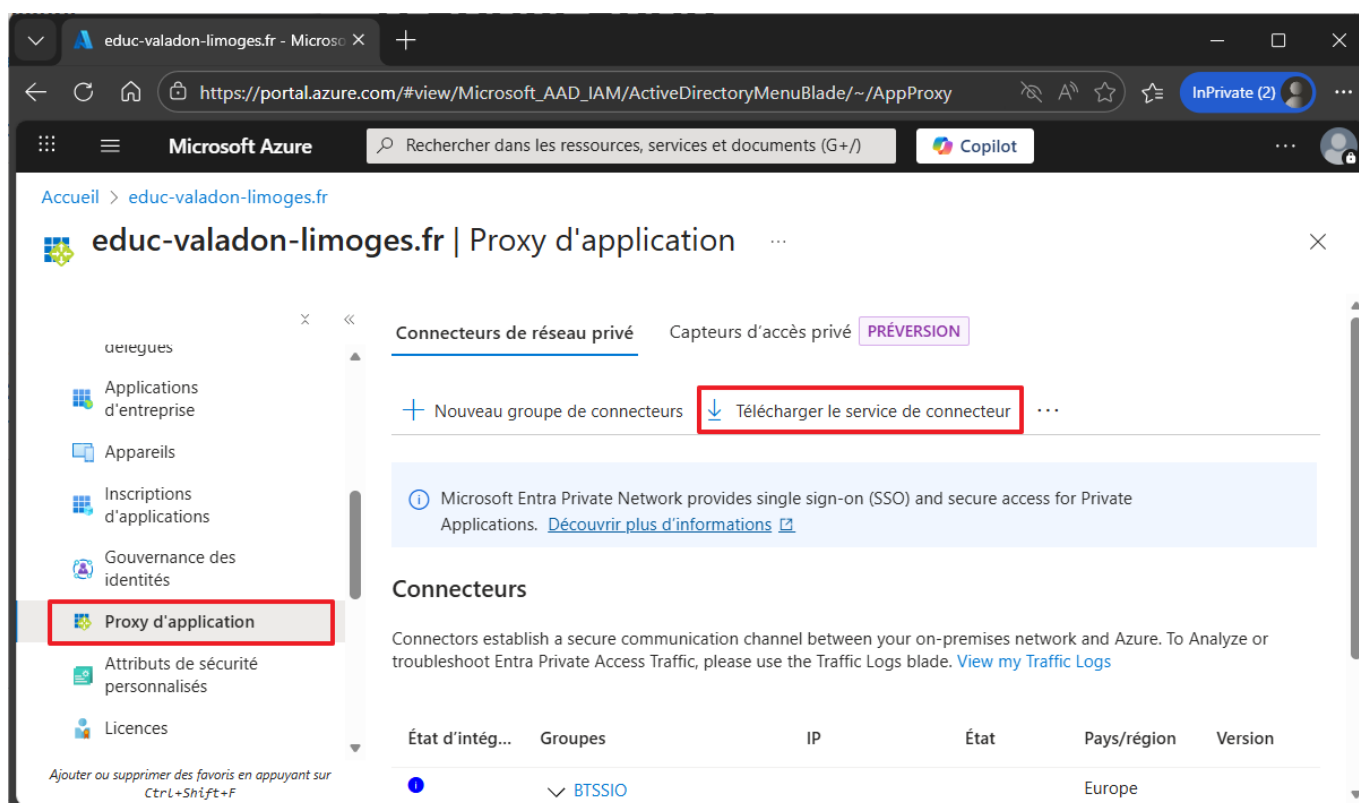 educ-valadon-limoges.fr - Microso
https://portal.azure.com/#view/Microsoft_AAD_IAM/ActiveDirectoryMenuBlade/~/AppProxy
InPrivate (2)
Microsoft Azure
Rechercher dans les ressources, services et documents (G+/)
Copilot
Accueil > educ-valadon-limoges.fr
educ-valadon-limoges.fr | Proxy d'application
délégués
Applications
d'entreprise
Appareils
Inscriptions
d'applications
Gouvernance des
identités
Proxy d'application
Attributs de sécurité
personnalisés
Licences
Ajouter ou supprimer des favoris en appuyant sur
Ctrl+Shift+F
Connecteurs de réseau privé
Capteurs d'accès privé PRÉVERSION
Nouveau groupe de connecteurs
Télécharger le service de connecteur
Microsoft Entra Private Network provides single sign-on (SSO) and secure access for Private
Applications. Découvrir plus d'informations
Connecteurs
Connectors establish a secure communication channel between your on-premises network and Azure. To Analyze or
troubleshoot Entra Private Access Traffic, please use the Traffic Logs blade. View my Traffic Logs
État d'intég... Groupes IP État Pays/région Version
BTSSIO Europe